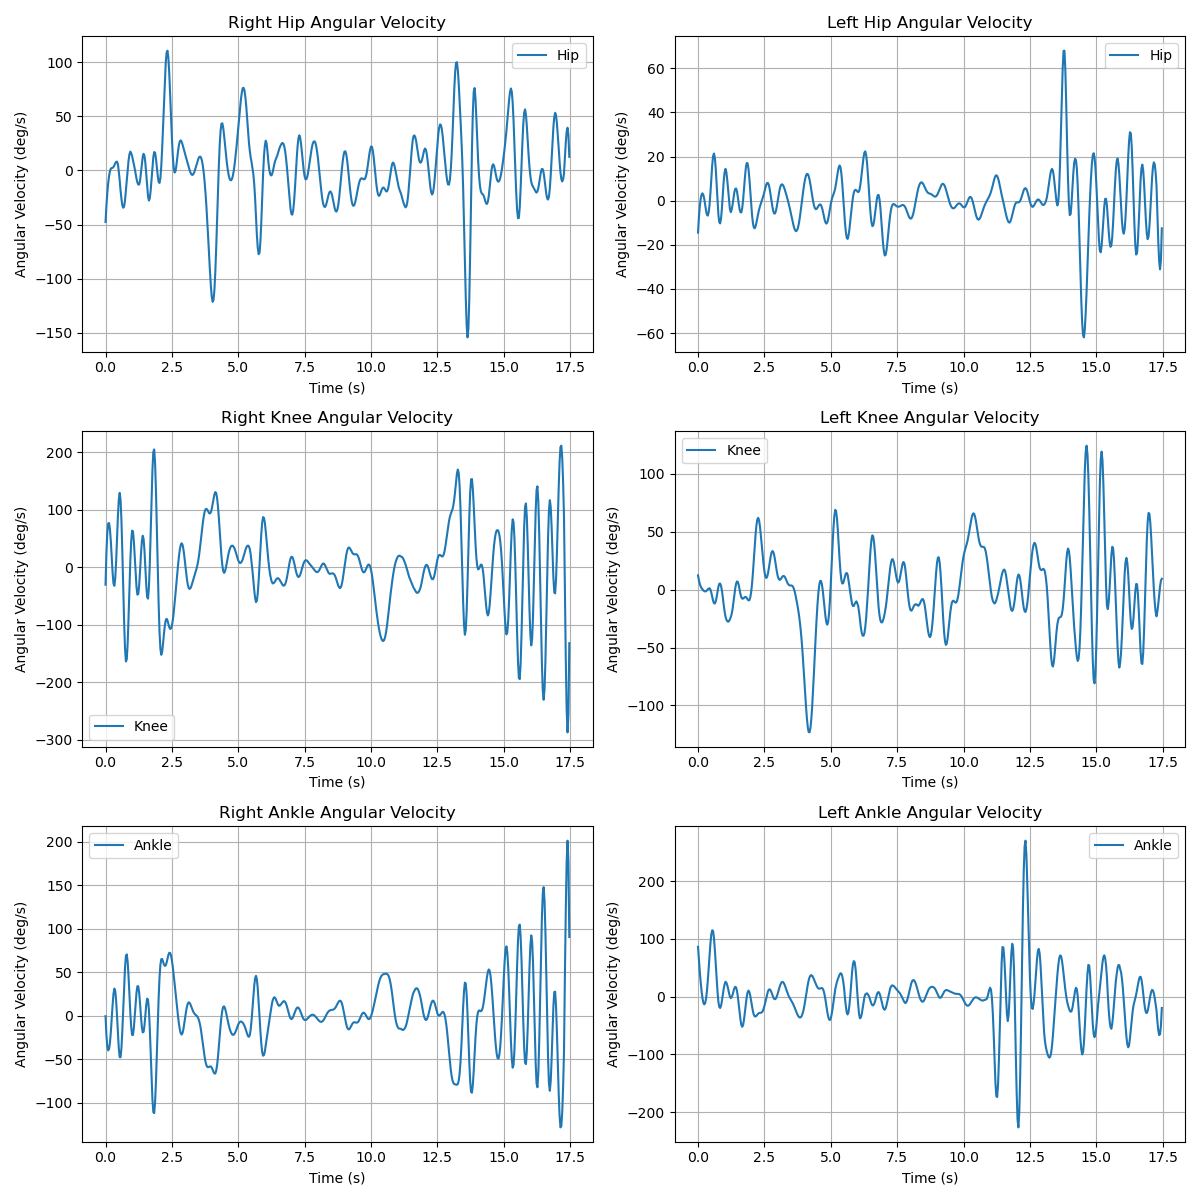 Right Hip Angular Velocity
Angular Velocity (deg/s)
100
50
0
−50
−100
−150
Hip
0.0 2.5 5.0 7.5 10.0 12.5 15.0 17.5
Time (s)
Left Hip Angular Velocity
Angular Velocity (deg/s)
60
40
20
0
−20
−40
−60
Hip
0.0 2.5 5.0 7.5 10.0 12.5 15.0 17.5
Time (s)
Right Knee Angular Velocity
Angular Velocity (deg/s)
200
100
0
−100
−200
−300
Knee
0.0 2.5 5.0 7.5 10.0 12.5 15.0 17.5
Time (s)
Left Knee Angular Velocity
Angular Velocity (deg/s)
100
50
0
−50
−100
Knee
0.0 2.5 5.0 7.5 10.0 12.5 15.0 17.5
Time (s)
Right Ankle Angular Velocity
Angular Velocity (deg/s)
200
150
100
50
0
−50
−100
Ankle
0.0 2.5 5.0 7.5 10.0 12.5 15.0 17.5
Time (s)
Left Ankle Angular Velocity
Angular Velocity (deg/s)
200
100
0
−100
−200
Ankle
0.0 2.5 5.0 7.5 10.0 12.5 15.0 17.5
Time (s)